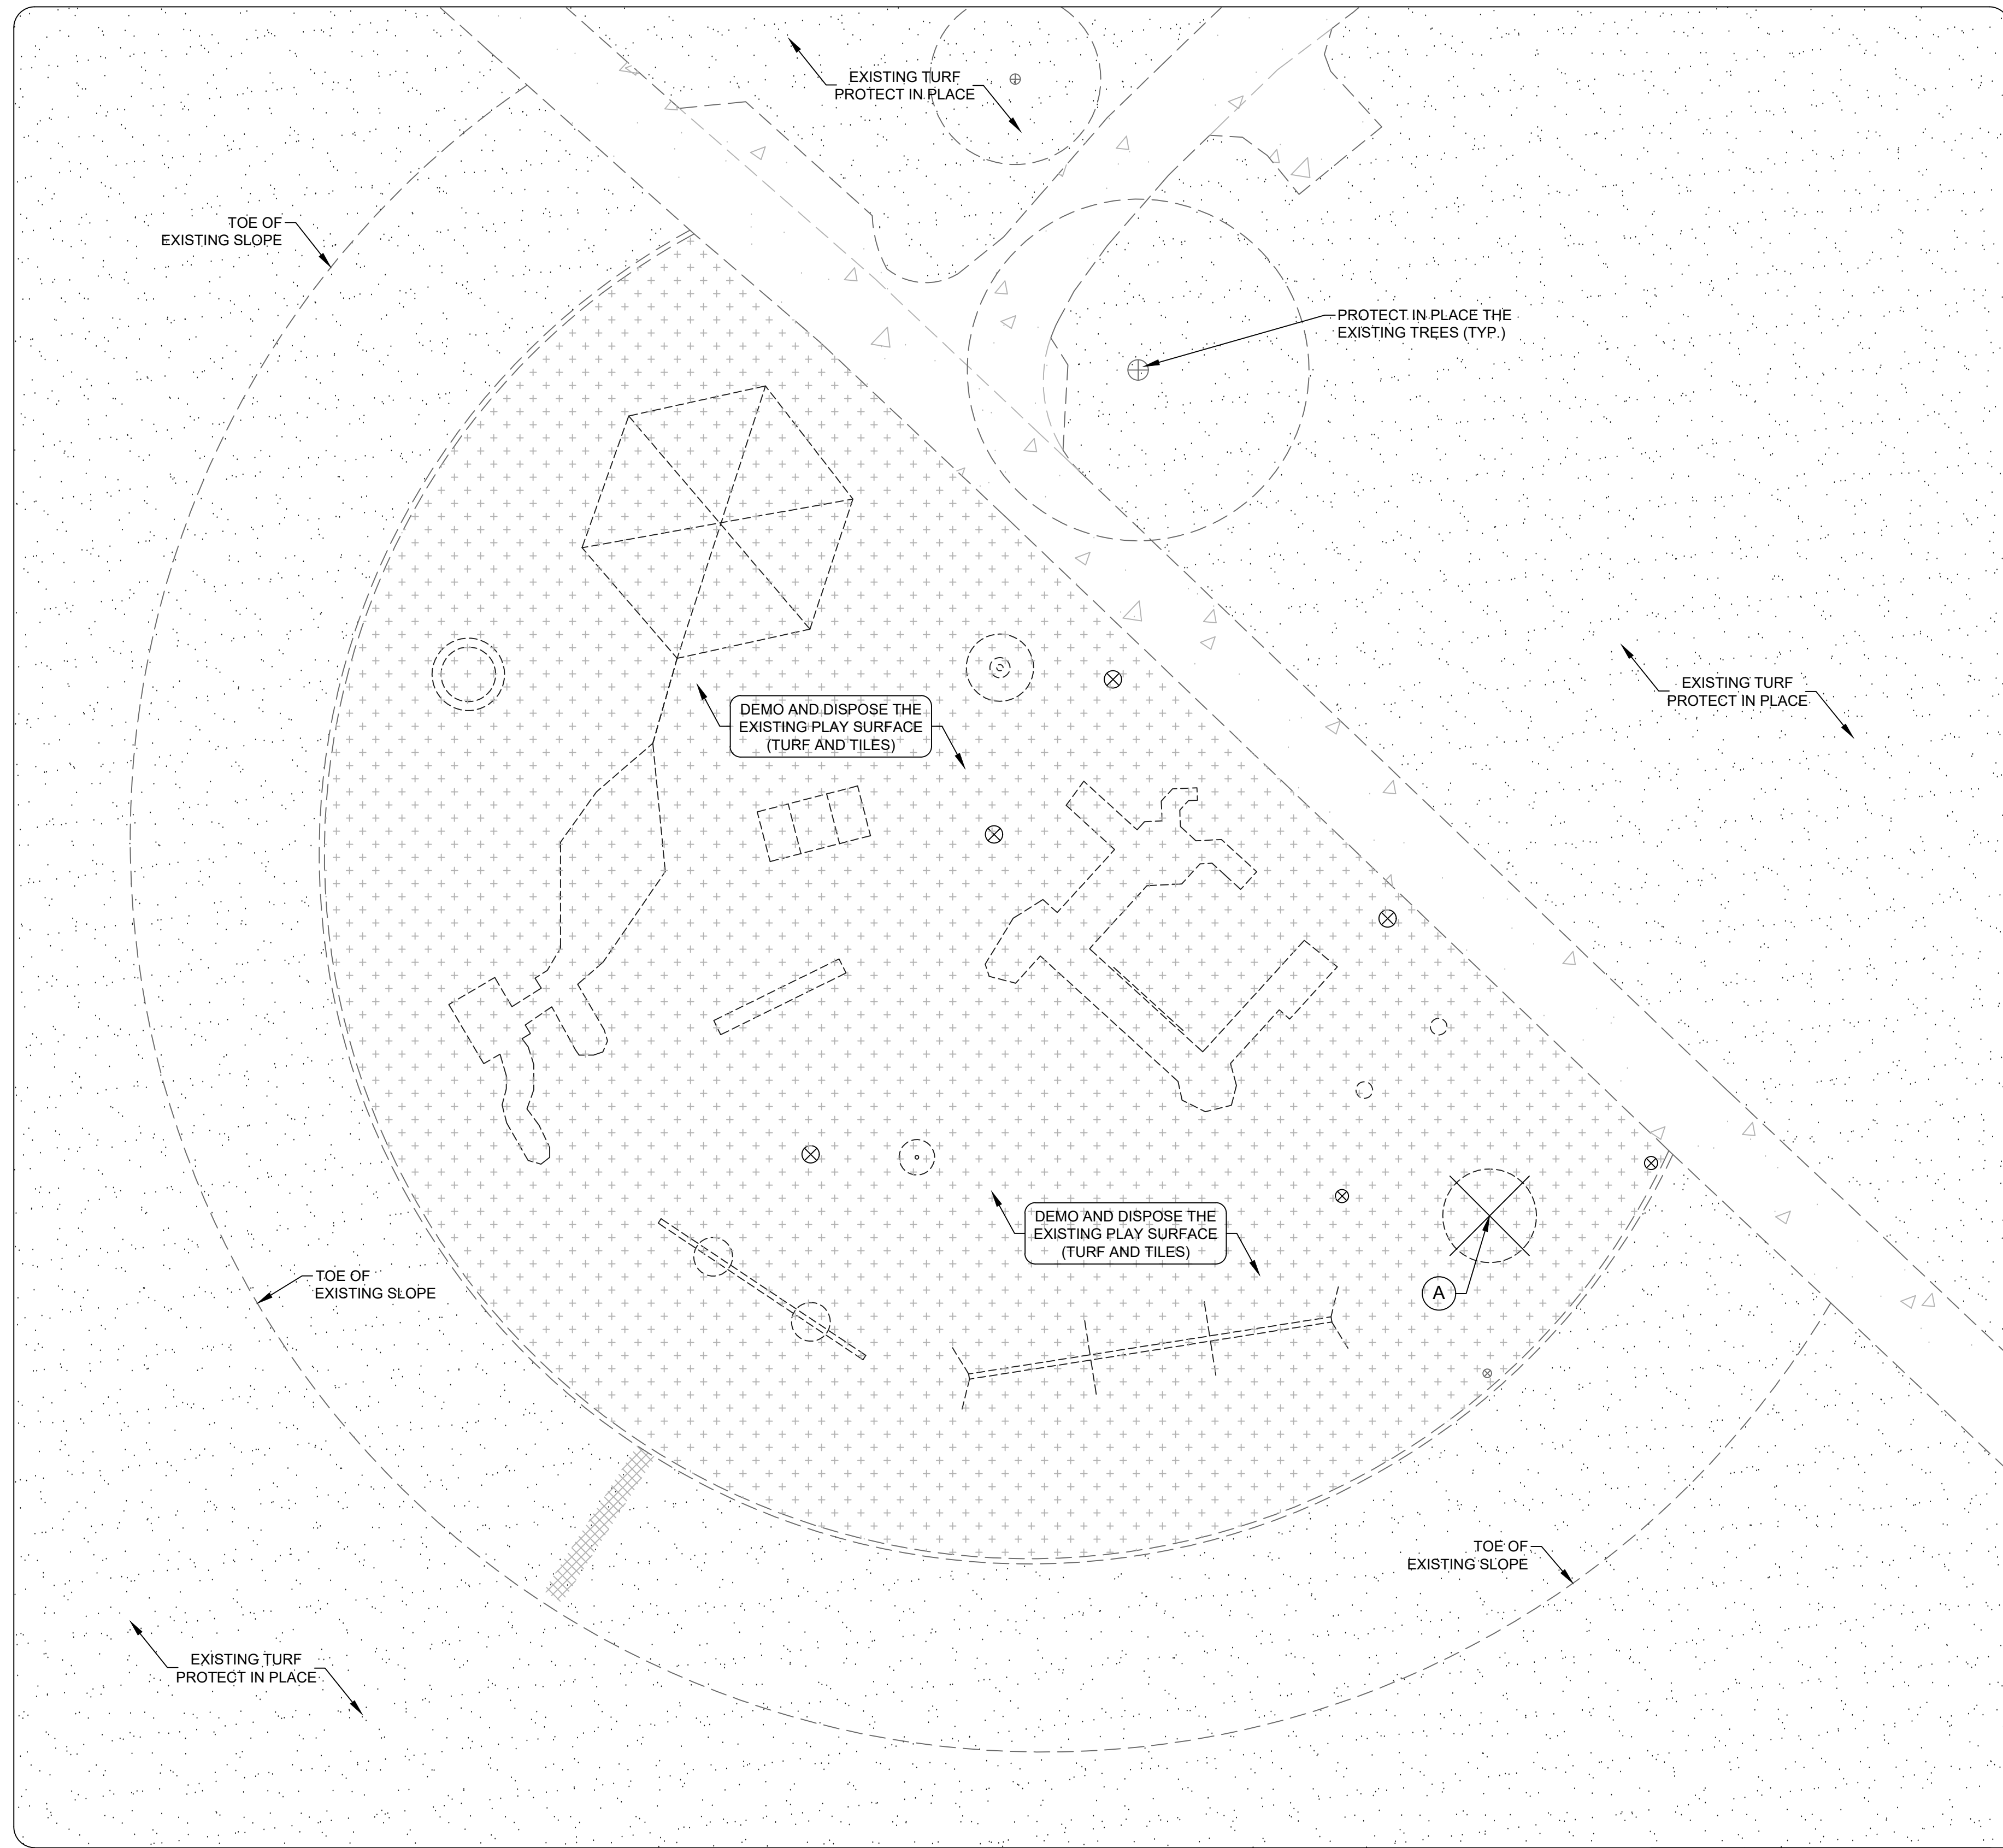 EXISTING TURF
PROTECT IN PLACE
TOE OF
EXISTING SLOPE
PROTECT IN PLACE THE
EXISTING TREES (TYP.)
EXISTING TURF
PROTECT IN PLACE
DEMO AND DISPOSE THE
EXISTING PLAY SURFACE
(TURF AND TILES)
DEMO AND DISPOSE THE
EXISTING PLAY SURFACE
(TURF AND TILES)
A
TOE OF
EXISTING SLOPE
TOE OF
EXISTING SLOPE
EXISTING TURF
PROTECT IN PLACE